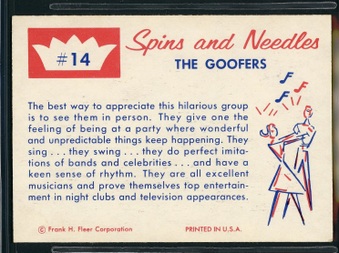 #14
Spins and Needles
THE GOOFERS
The best way to appreciate this hilarious group
is to see them in person. They give one the
feeling of being at a party where wonderful
and unpredictable things keep happening. They
sing . . . they swing . . . they do perfect imita-
tions of bands and celebrities . . . and have a
keen sense of rhythm. They are all excellent
musicians and prove themselves top entertain-
ment in night clubs and television appearances.
© Frank H. Fleer Corporation PRINTED IN U.S.A.